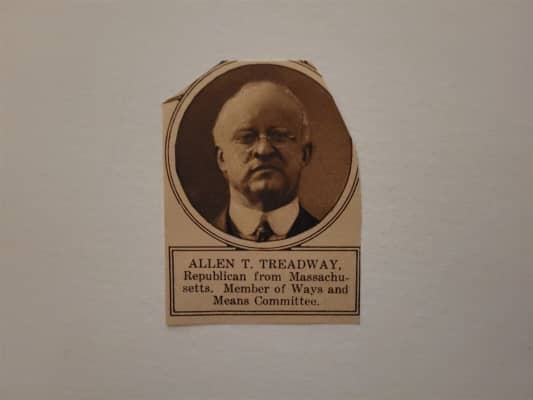 ALLEN T. TREADWAY,
Republican from Massachu-
setts. Member of Ways and
Means Committee.